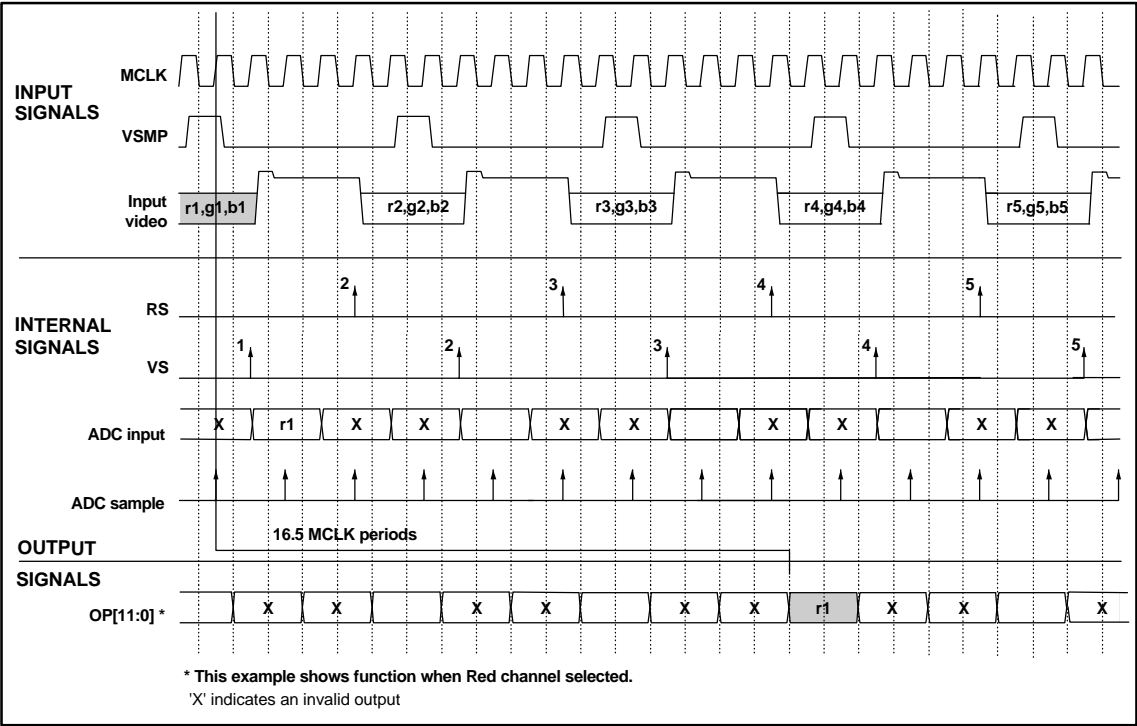 INPUT
SIGNALS
MCLK
VSMP
Input
video
r1,g1,b1
r2,g2,b2
r3,g3,b3
r4,g4,b4
r5,g5,b5
INTERNAL
SIGNALS
RS
2
3
4
5
VS
1
2
3
4
5
ADC input
X
r1
X
X
X
X
X
X
X
X
ADC sample
16.5 MCLK periods
OUTPUT
SIGNALS
OP[11:0] *
X
X
X
X
X
X
r1
X
X
X
* This example shows function when Red channel selected.
'X' indicates an invalid output